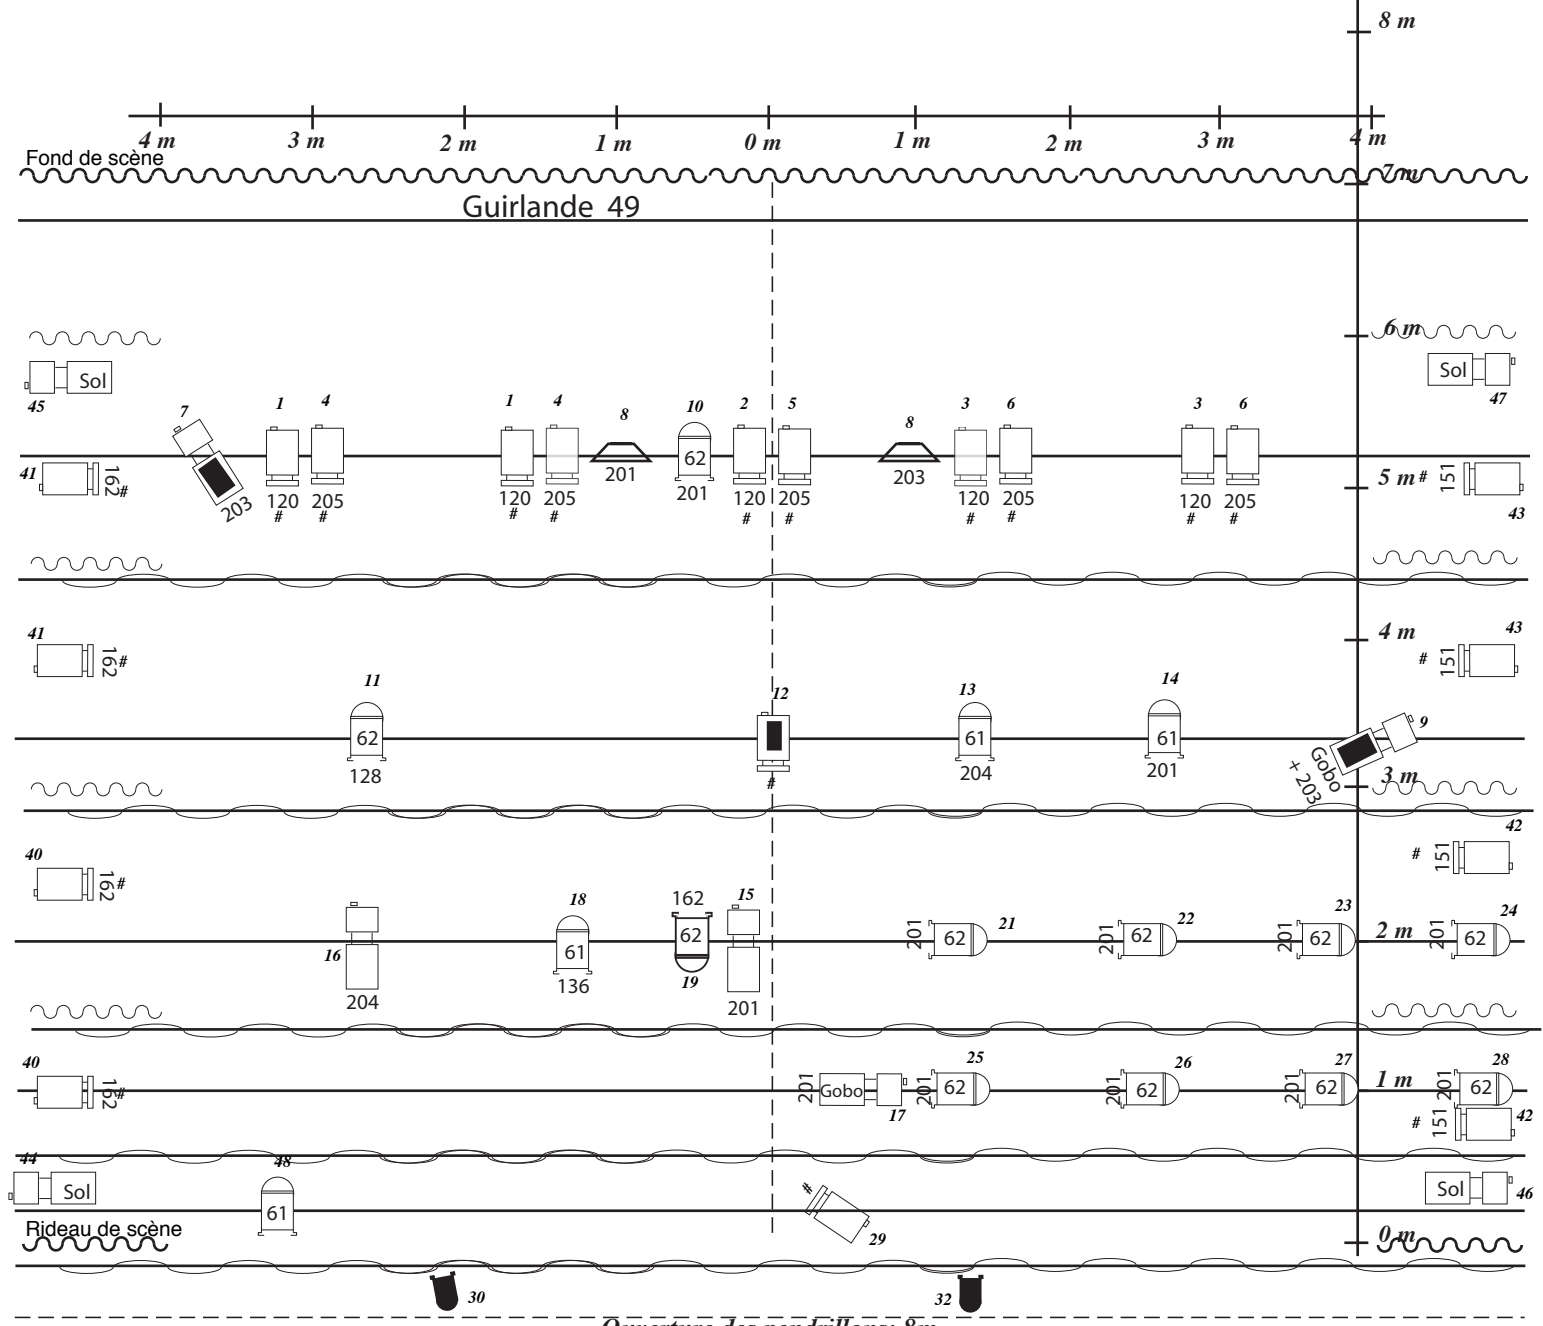 8 m
4 m 3 m 2 m 1 m 0 m 1 m 2 m 3 m 4 m
Fond de scène
7 m
Guirlande 49
6 m
Sol Sol
45 47
7 1 4 1 4 8 10 2 5 8 3 6 3 6
62
41 162 # 5 m # 151 43
203 120 205 120 205 201 201 120 205 203 120 205 120 205
# # # # # # # # # #
41 162 # 4 m # 151 43
11 12 13 14 9
62 61 61
128 # 204 201 Gobo + 203
3 m
40 162 # # 151 42
16 18 162 15 21 22 23 24
61 62 201 62 201 62 201 62 201 62
2 m
204 136 19 201
40 162 # 25 26 27 1 m 28
201 Gobo 17 201 62 201 62 201 62 201 62
# 151 42
44 48 46
Sol 61 # 29 Sol
Rideau de scène
0 m
30 32
Ouverture des pendrillons: 8m